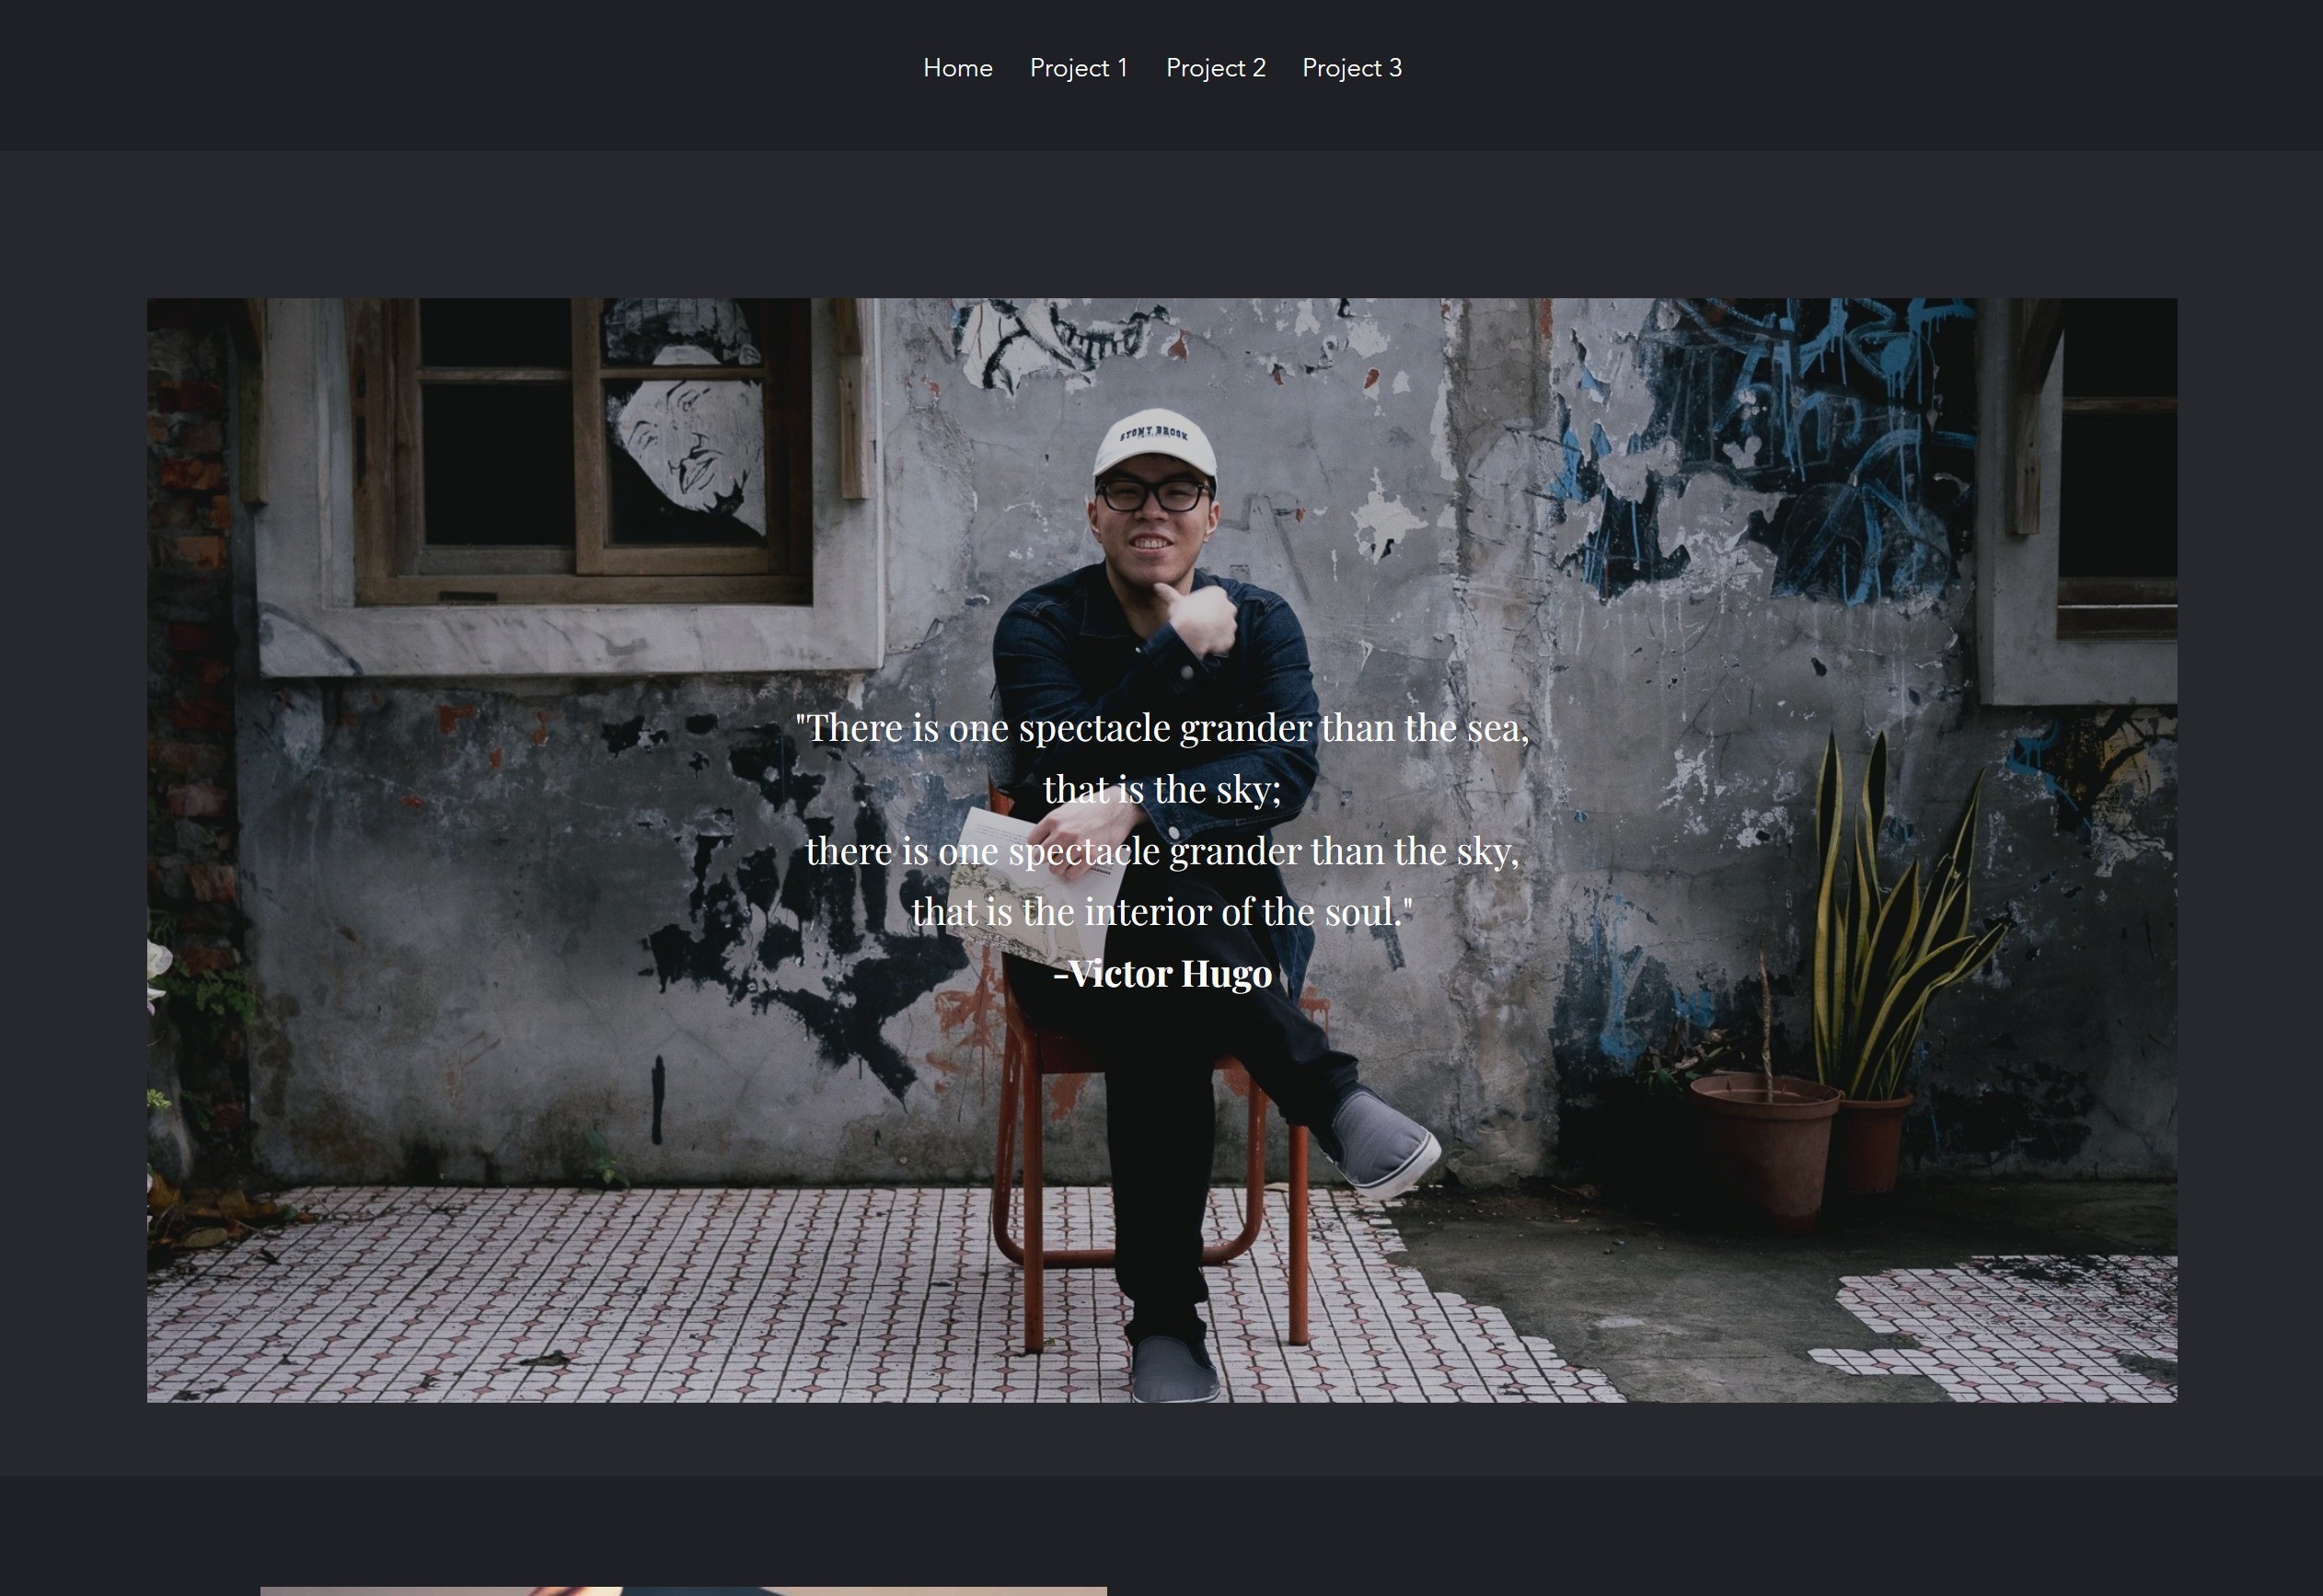 Home Project 1 Project 2 Project 3
STONY BROOK
"There is one spectacle grander than the sea,
that is the sky;
there is one spectacle grander than the sky,
that is the interior of the soul."
-Victor Hugo